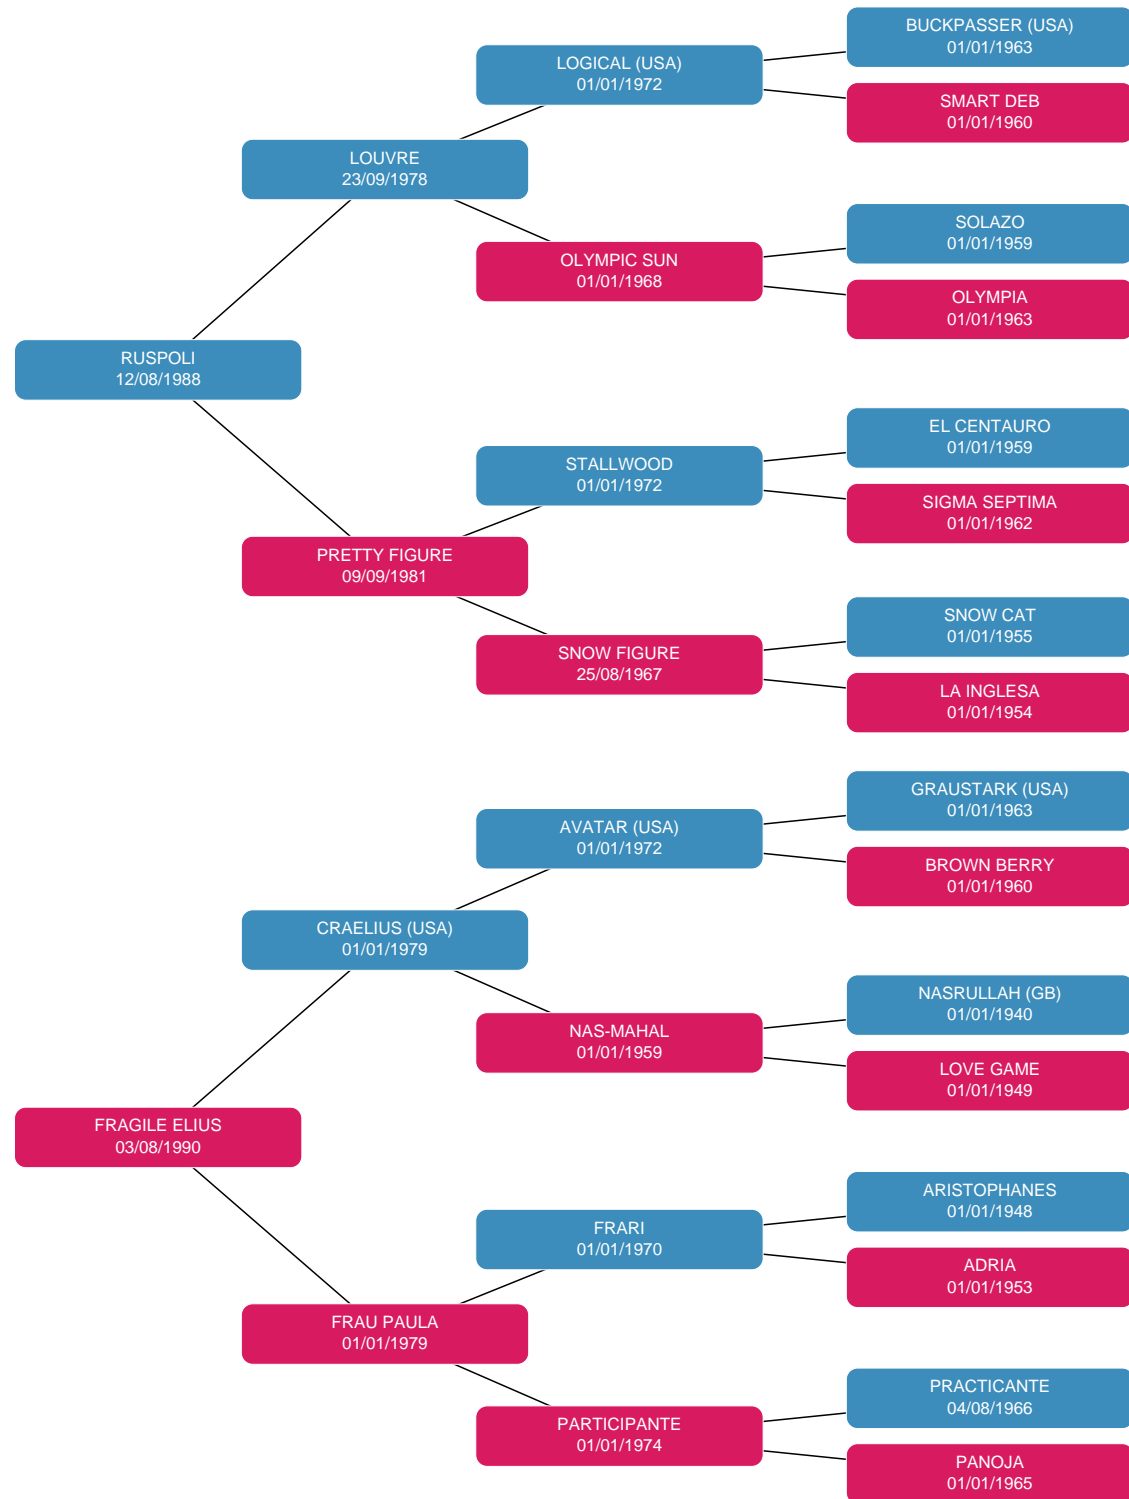 BUCKPASSER (USA)
01/01/1963
LOGICAL (USA)
01/01/1972
SMART DEB
01/01/1960
LOUVRE
23/09/1978
SOLAZO
01/01/1959
OLYMPIC SUN
01/01/1968
OLYMPIA
01/01/1963
RUSPOLI
12/08/1988
EL CENTAURO
01/01/1959
STALLWOOD
01/01/1972
SIGMA SEPTIMA
01/01/1962
PRETTY FIGURE
09/09/1981
SNOW CAT
01/01/1955
SNOW FIGURE
25/08/1967
LA INGLESA
01/01/1954
GRAUSTARK (USA)
01/01/1963
AVATAR (USA)
01/01/1972
BROWN BERRY
01/01/1960
CRAELIUS (USA)
01/01/1979
NASRULLAH (GB)
01/01/1940
NAS-MAHAL
01/01/1959
LOVE GAME
01/01/1949
FRAGILE ELIUS
03/08/1990
ARISTOPHANES
01/01/1948
FRARI
01/01/1970
ADRIA
01/01/1953
FRAU PAULA
01/01/1979
PRACTICANTE
04/08/1966
PARTICIPANTE
01/01/1974
PANOJA
01/01/1965